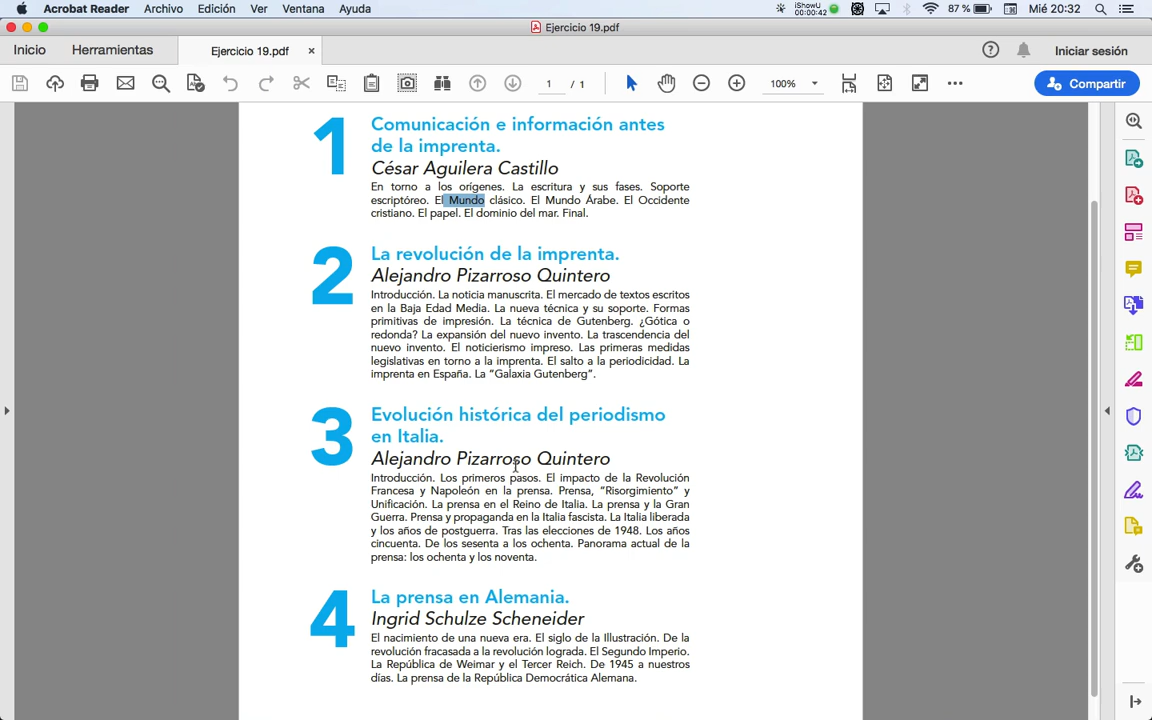 Acrobat Reader Archivo Edición Ver Ventana Ayuda iShowU 00:00:42 87 % Mié 20:32
Ejercicio 19.pdf
Inicio Herramientas Ejercicio 19.pdf × Iniciar sesión
1 / 1 100% Compartir
1
Comunicación e información antes
de la imprenta.
César Aguilera Castillo
En torno a los orígenes. La escritura y sus fases. Soporte
escriptóreo. El Mundo clásico. El Mundo Árabe. El Occidente
cristiano. El papel. El dominio del mar. Final.
2
La revolución de la imprenta.
Alejandro Pizarroso Quintero
Introducción. La noticia manuscrita. El mercado de textos escritos
en la Baja Edad Media. La nueva técnica y su soporte. Formas
primitivas de impresión. La técnica de Gutenberg. ¿Gótica o
redonda? La expansión del nuevo invento. La trascendencia del
nuevo invento. El noticierismo impreso. Las primeras medidas
legislativas en torno a la imprenta. El salto a la periodicidad. La
imprenta en España. La “Galaxia Gutenberg”.
3
Evolución histórica del periodismo
en Italia.
Alejandro Pizarroso Quintero
Introducción. Los primeros pasos. El impacto de la Revolución
Francesa y Napoleón en la prensa. Prensa, “Risorgimiento” y
Unificación. La prensa en el Reino de Italia. La prensa y la Gran
Guerra. Prensa y propaganda en la Italia fascista. La Italia liberada
y los años de postguerra. Tras las elecciones de 1948. Los años
cincuenta. De los sesenta a los ochenta. Panorama actual de la
prensa: los ochenta y los noventa.
4
La prensa en Alemania.
Ingrid Schulze Scheneider
El nacimiento de una nueva era. El siglo de la Illustración. De la
revolución fracasada a la revolución lograda. El Segundo Imperio.
La República de Weimar y el Tercer Reich. De 1945 a nuestros
días. La prensa de la República Democrática Alemana.